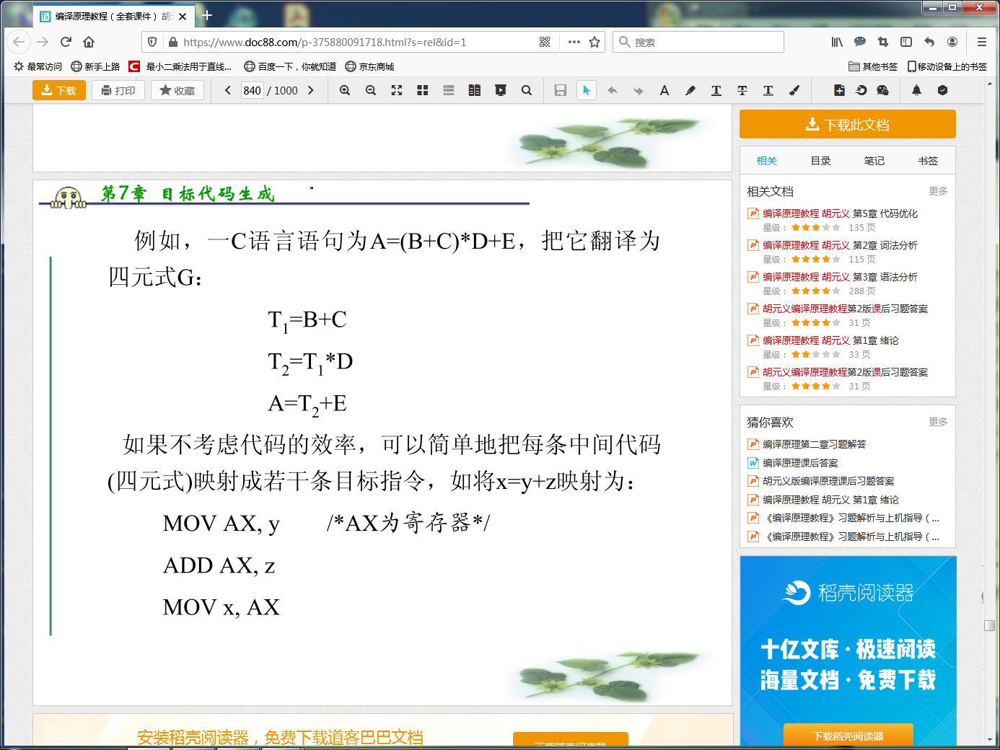 编译原理教程（全套课件）胡
https://www.doc88.com/p-375880091718.html?s=rel&id=1
搜索
最常访问
新手上路
最小二乘法用于直线...
百度一下，你就知道
京东商城
其他书签
移动设备上的书签
下载
打印
收藏
840 / 1000
第7章 目标代码生成
例如，一C语言语句为A=(B+C)*D+E，把它翻译为
四元式G：
T1=B+C
T2=T1*D
A=T2+E
如果不考虑代码的效率，可以简单地把每条中间代码
(四元式)映射成若干条目标指令，如将x=y+z映射为：
MOV AX, y /*AX为寄存器*/
ADD AX, z
MOV x, AX
安装稻壳阅读器，免费下载道客巴巴文档
下载稻壳阅读器
下载此文档
相关 目录 笔记 书签
相关文档 更多
编译原理教程 胡元义 第5章 代码优化
星级： 135 页
编译原理教程 胡元义 第2章 词法分析
星级： 115 页
编译原理教程 胡元义 第3章 语法分析
星级： 288 页
胡元义编译原理教程第2版课后习题答案
星级： 31 页
编译原理教程 胡元义 第1章 绪论
星级： 33 页
胡元义编译原理教程第2版课后习题答案
星级： 31 页
猜你喜欢 更多
编译原理第二章习题解答
编译原理课后答案
胡元义版编译原理课后习题答案
编译原理教程 胡元义 第1章 绪论
《编译原理教程》习题解析与上机指导（...
《编译原理教程》习题解析与上机指导（...
稻壳阅读器
十亿文库·极速阅读
海量文档·免费下载
下载稻壳阅读器